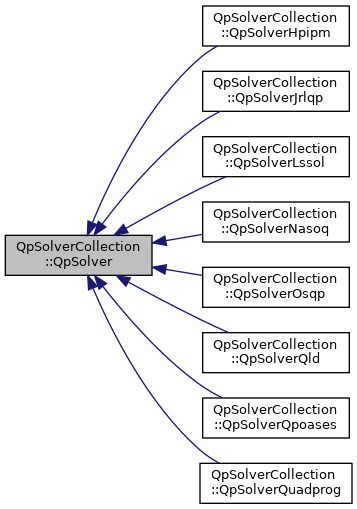 QpSolverCollection
::QpSolverHpipm
QpSolverCollection
::QpSolverJrlqp
QpSolverCollection
::QpSolverLssol
QpSolverCollection
::QpSolverNasoq
QpSolverCollection
::QpSolver
QpSolverCollection
::QpSolverOsqp
QpSolverCollection
::QpSolverQld
QpSolverCollection
::QpSolverQpoases
QpSolverCollection
::QpSolverQuadprog